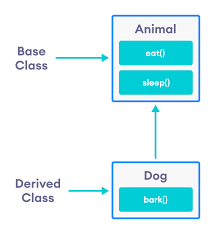 Animal
Base
Class
eat()
sleep()
Dog
Derived
Class
bark()